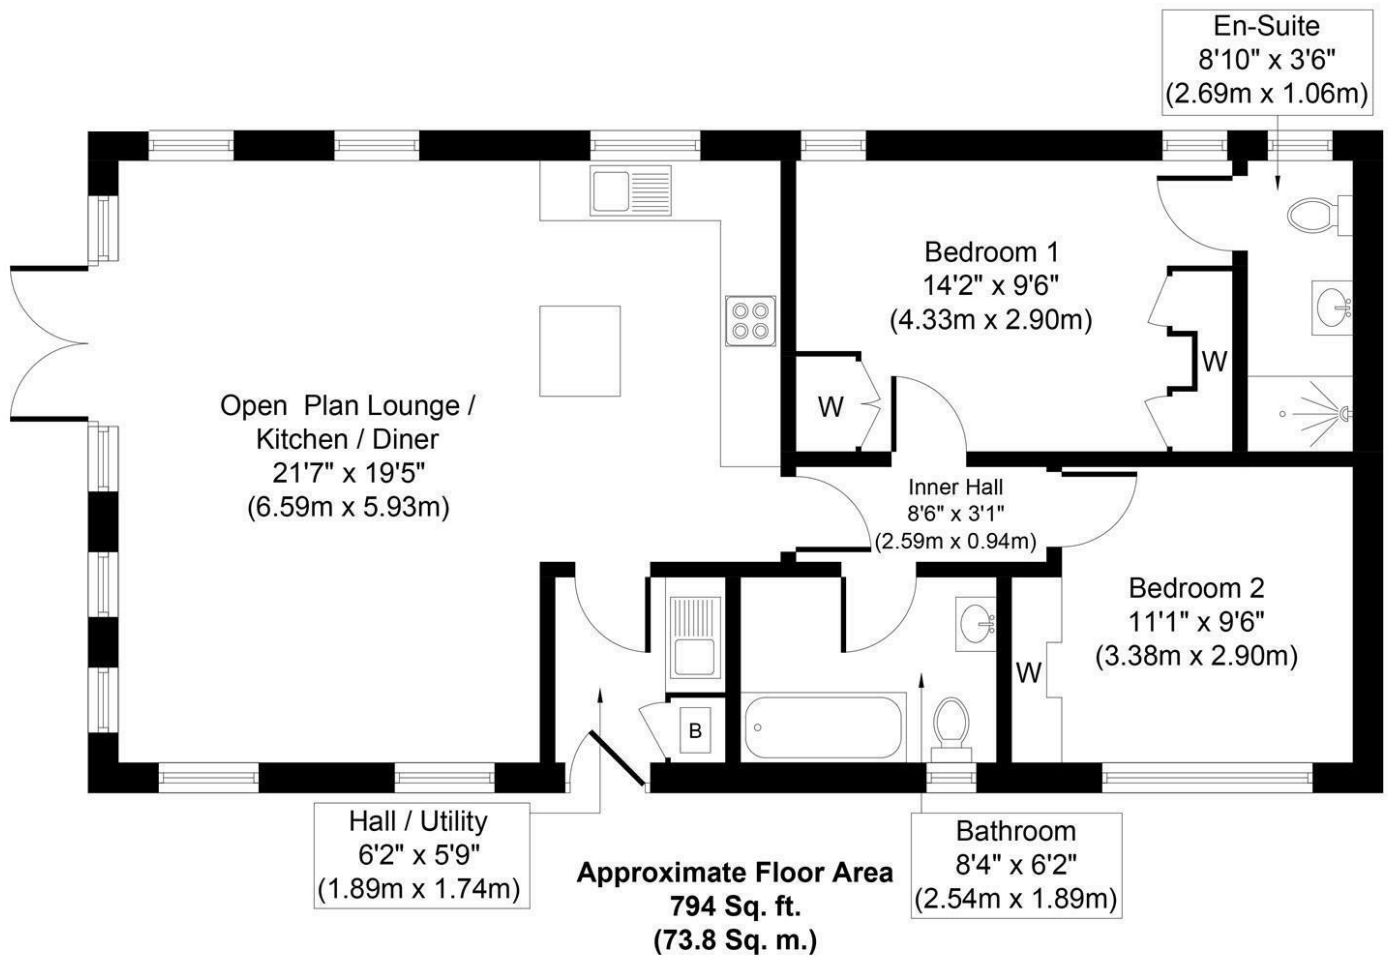 En-Suite
8'10" x 3'6"
(2.69m x 1.06m)
Bedroom 1
14'2" x 9'6"
(4.33m x 2.90m)
W
W
Open Plan Lounge /
Kitchen / Diner
21'7" x 19'5"
(6.59m x 5.93m)
Inner Hall
8'6" x 3'1"
(2.59m x 0.94m)
Bedroom 2
11'1" x 9'6"
(3.38m x 2.90m)
W
B
Hall / Utility
6'2" x 5'9"
(1.89m x 1.74m)
Bathroom
8'4" x 6'2"
(2.54m x 1.89m)
Approximate Floor Area
794 Sq. ft.
(73.8 Sq. m.)